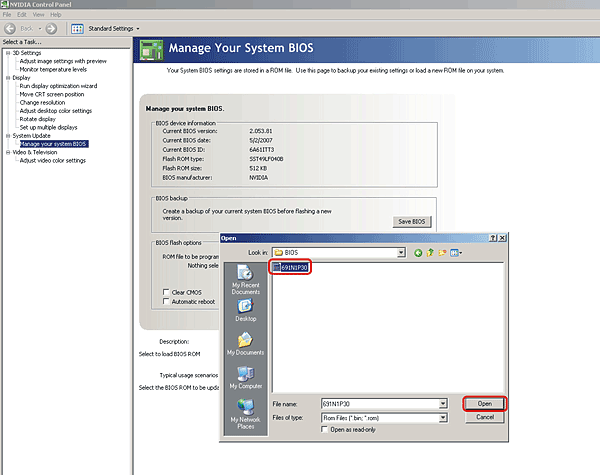 NVIDIA Control Panel
File Edit View Help
Back
Standard Settings
Select a Task...
3D Settings
Adjust image settings with preview
Monitor temperature levels
Display
Run display optimization wizard
Move CRT screen position
Change resolution
Adjust desktop color settings
Rotate display
Set up multiple displays
System Update
Manage your system BIOS
Video & Television
Adjust video color settings
Manage Your System BIOS
Your System BIOS settings are stored in a ROM file. Use this page to backup your existing settings or load a new ROM file on your system.
Manage your system BIOS.
BIOS device information
Current BIOS version: 2.053.81
Current BIOS date: 5/2/2007
Current BIOS ID: 6A61ITT3
Flash ROM type: SST49LF040B
Flash ROM size: 512 KB
BIOS manufacturer: NVIDIA
BIOS backup
Create a backup of your current system BIOS before flashing a new
version.
Save BIOS
BIOS flash options
ROM file to be progra
Nothing sele
Clear CMOS
Automatic reboot
Description:
Select to load BIOS ROM
Typical usage scenarios
Select the BIOS ROM to be upda
Open
Look in: BIOS
691N1P30
My Recent
Documents
Desktop
My Documents
My Computer
My Network
Places
File name: 691N1P30 Open
Files of type: Rom Files (*.bin; *.rom) Cancel
Open as read-only